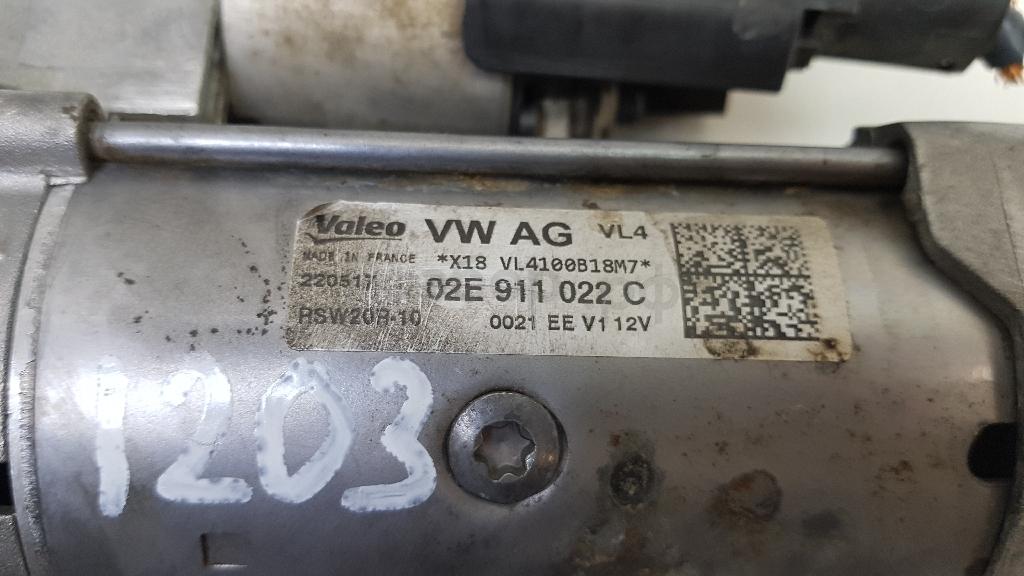 Valeo VW AG VL4
MADE IN FRANCE *X18 VL4100B18M7*
220517 02E 911 022 C
RSW20R-10 0021 EE V1 12V
1203